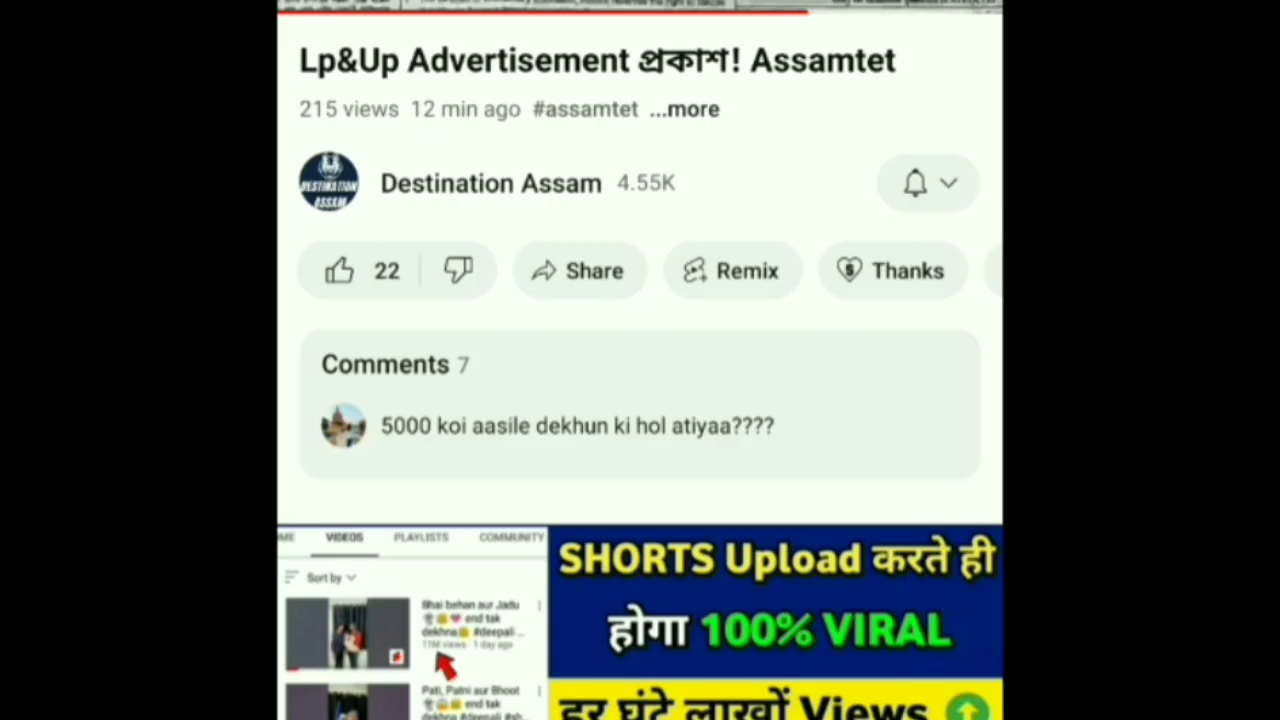 Lp&Up Advertisement প্ৰকাশ! Assamtet
215 views 12 min ago #assamtet ...more
DESTINATION
ASSAM
Destination Assam 4.55K
22
Share
Remix
Thanks
Comments 7
5000 koi aasile dekhun ki hol atiyaa????
VIDEOS PLAYLISTS COMMUNITY
Sort by
Bhai behan aur Jadu
end tak
dekhna #deepali ...
11M views · 1 day ago
Pati, Patni aur Bhoot
end tak
dekhna #deepali #sh...
SHORTS Upload करते ही
होगा 100% VIRAL
हर घंटे लाखों Views